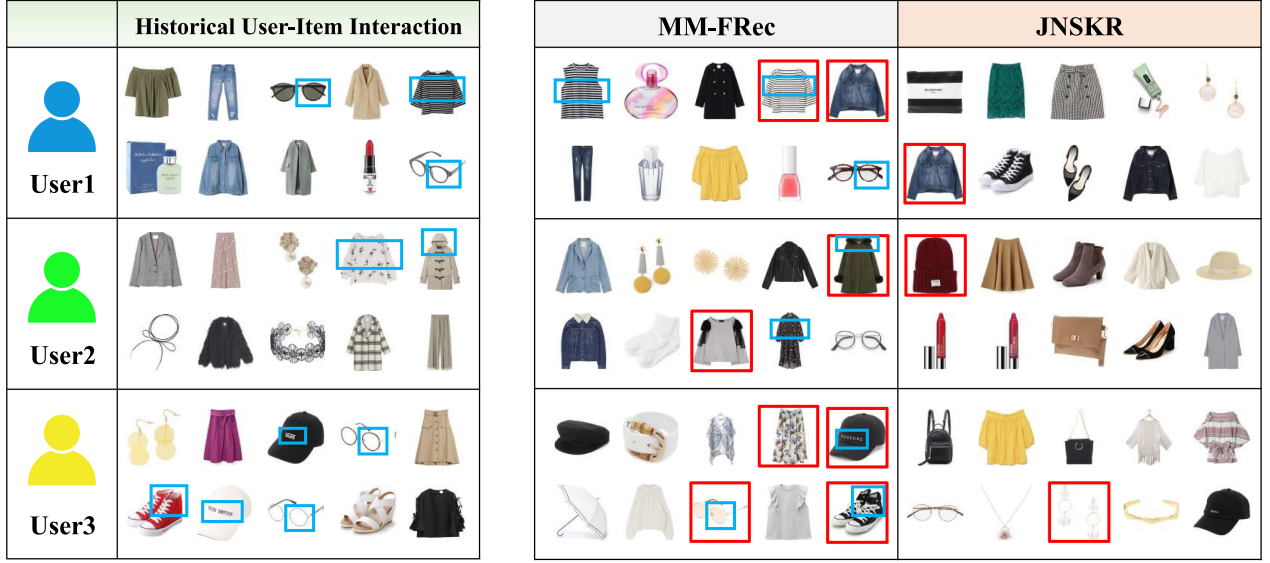 Historical User-Item Interaction
MM-FRec
JNSKR
User1
User2
User3